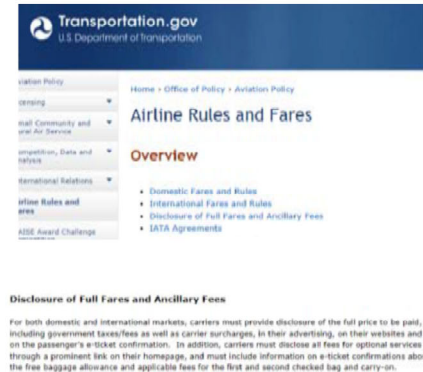 Transportation.gov
U.S. Department of Transportation
viation Policy
Home › Office of Policy › Aviation Policy
censing
Airline Rules and Fares
mall Community and
ural Air Service
ompetition, Data and
nalysis
Overview
nternational Relations
• Domestic Fares and Rules
irline Rules and
ares
• International Fares and Rules
• Disclosure of Full Fares and Ancillary Fees
AISE Award Challenge
• IATA Agreements
Disclosure of Full Fares and Ancillary Fees
For both domestic and international markets, carriers must provide disclosure of the full price to be paid,
including government taxes/fees as well as carrier surcharges, in their advertising, on their websites and
on the passenger's e-ticket confirmation.  In addition, carriers must disclose all fees for optional services
through a prominent link on their homepage, and must include information on e-ticket confirmations abo
the free baggage allowance and applicable fees for the first and second checked bag and carry-on.